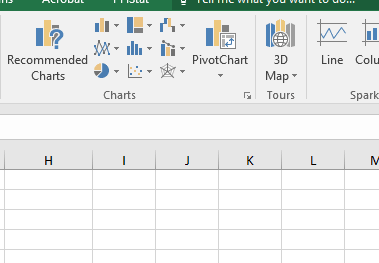 Acrobat
Tell me what you want to do...
Recommended Charts
PivotChart
3D Map
Line
Colu
Charts
Tours
Spark
H I J K L M